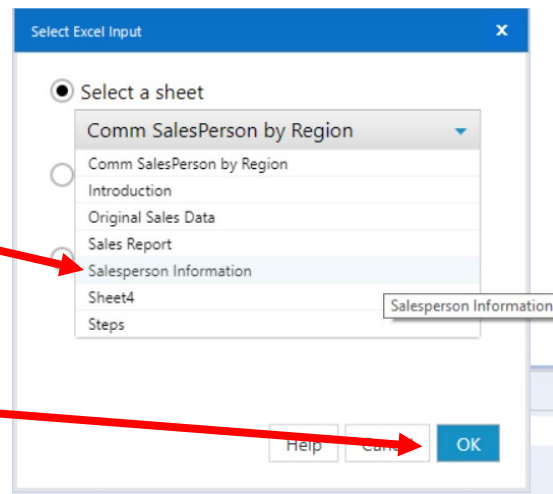 Select Excel Input x
Select a sheet
Comm SalesPerson by Region
Comm SalesPerson by Region
Introduction
Original Sales Data
Sales Report
Salesperson Information
Sheet4
Salesperson Information
Steps
Help
OK